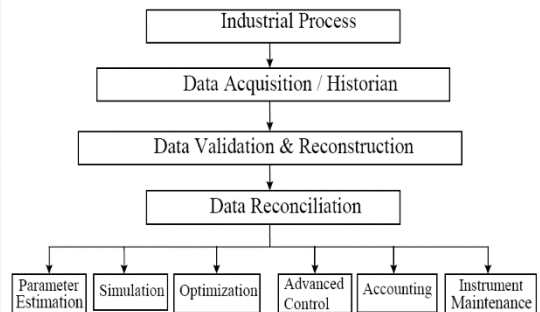 Industrial Process
Data Acquisition / Historian
Data Validation & Reconstruction
Data Reconciliation
Parameter
Estimation
Simulation
Optimization
Advanced
Control
Accounting
Instrument
Maintenance